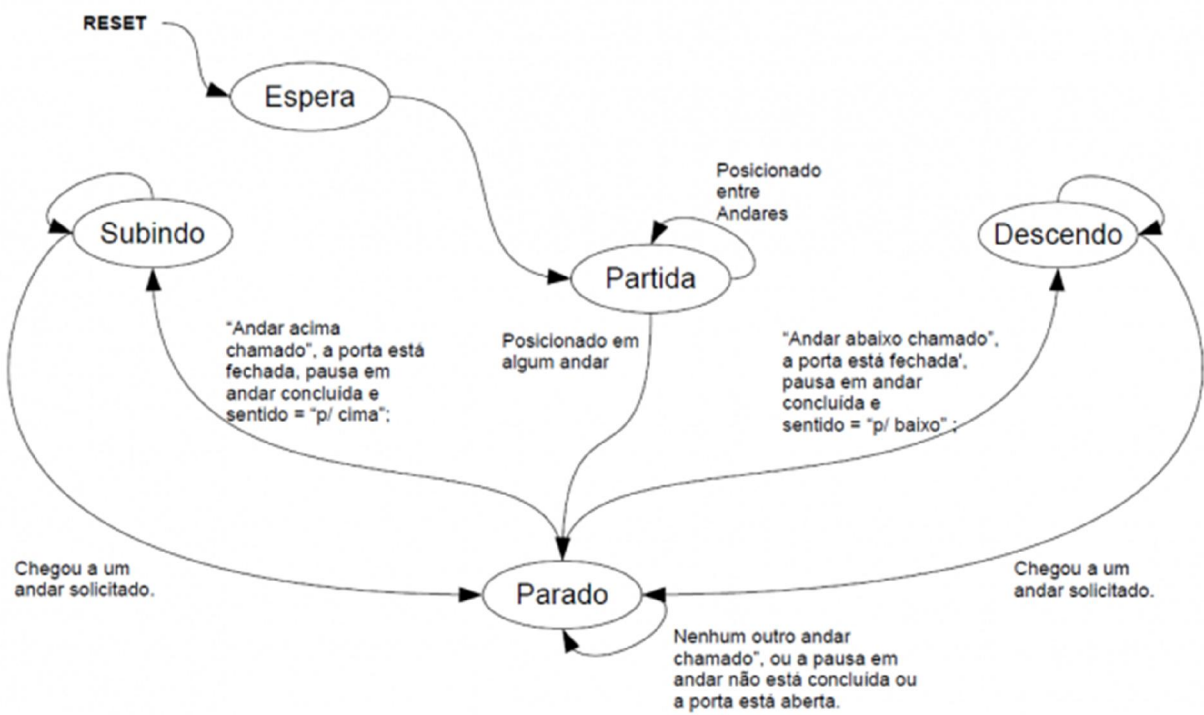 RESET
Espera
Posicionado
entre
Andares
Subindo
Descendo
Partida
“Andar acima
chamado”, a porta está
fechada, pausa em
andar concluída e
sentido = “p/ cima”;
Posicionado em
algum andar
“Andar abaixo chamado”,
a porta está fechada',
pausa em andar
concluída e
sentido = “p/ baixo” ;
Chegou a um
andar solicitado.
Chegou a um
andar solicitado.
Parado
Nenhum outro andar
chamado”, ou a pausa em
andar não está concluída ou
a porta está aberta.